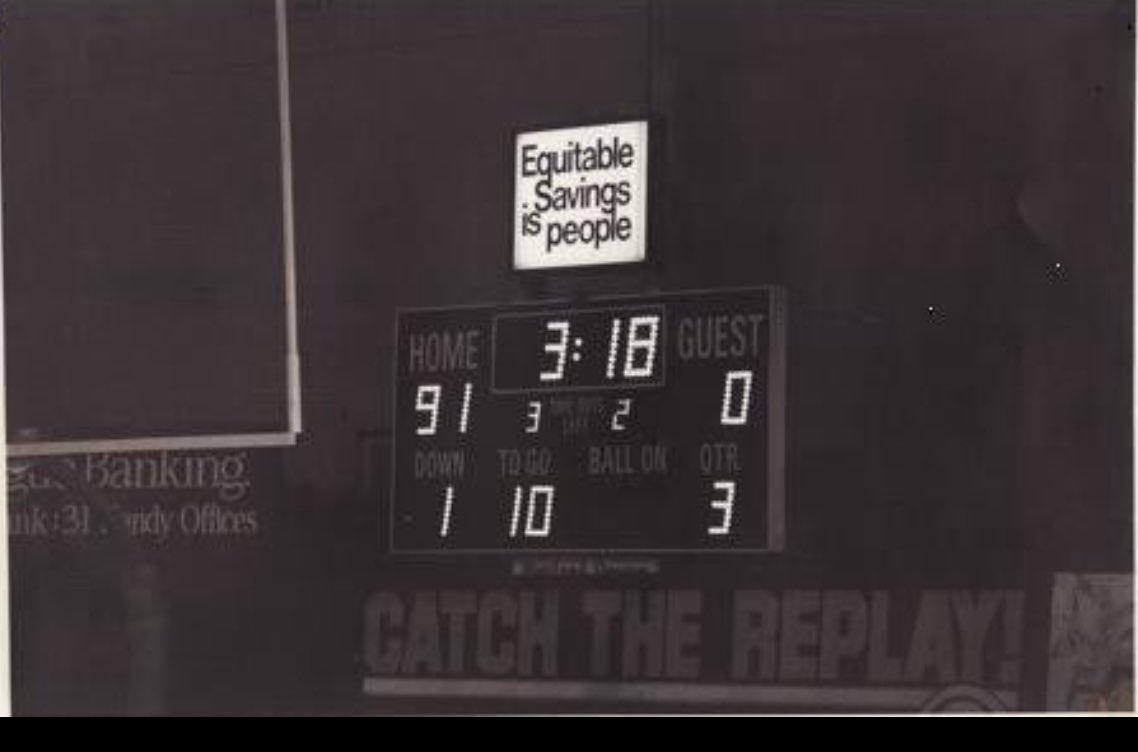 Equitable
Savings
is people
HOME 3:18 GUEST
91 3 2 0
DOWN TO GO BALL ON QTR
1 10 3
Banking.
Offices
CATCH THE REPLAY!